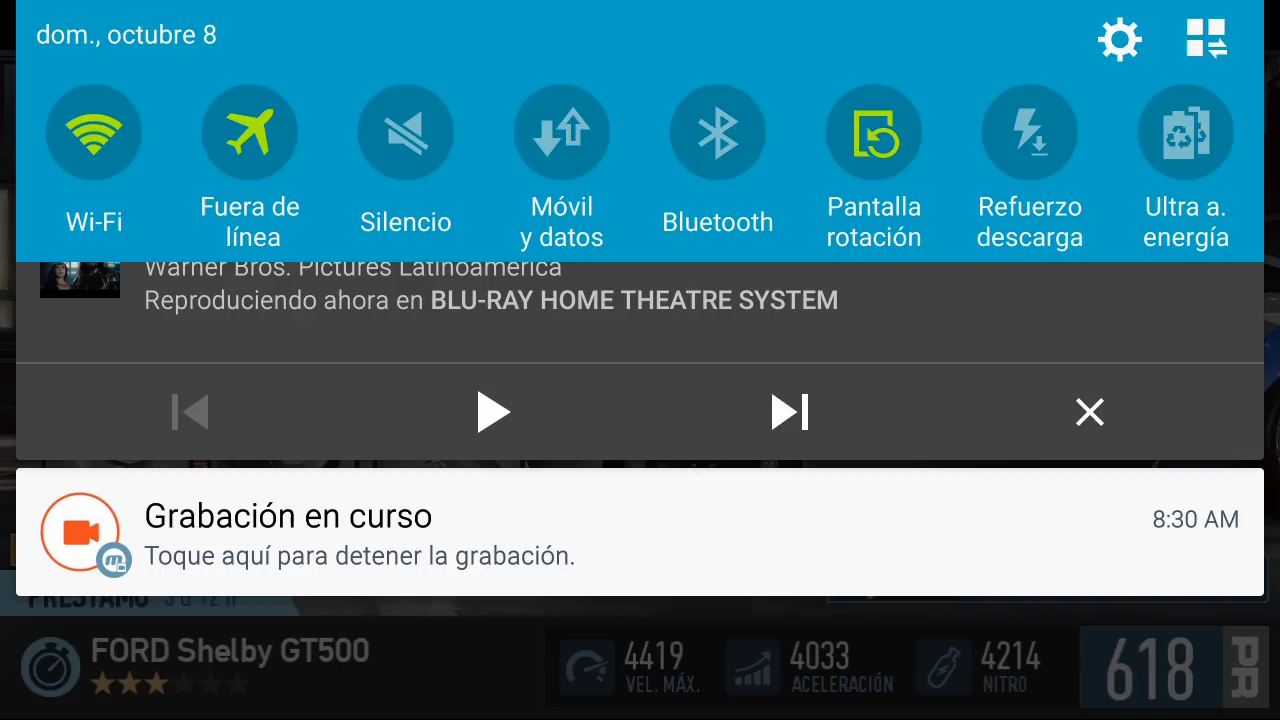 dom., octubre 8
Wi-Fi
Fuera de
línea
Silencio
Móvil
y datos
Bluetooth
Pantalla
rotación
Refuerzo
descarga
Ultra a.
energía
Warner Bros. Pictures Latinoamérica
Reproduciendo ahora en BLU-RAY HOME THEATRE SYSTEM
Grabación en curso
8:30 AM
Toque aquí para detener la grabación.
PRÉSTAMO
FORD Shelby GT500
4419
VEL. MÁX.
4033
ACELERACIÓN
4214
NITRO
618
PR